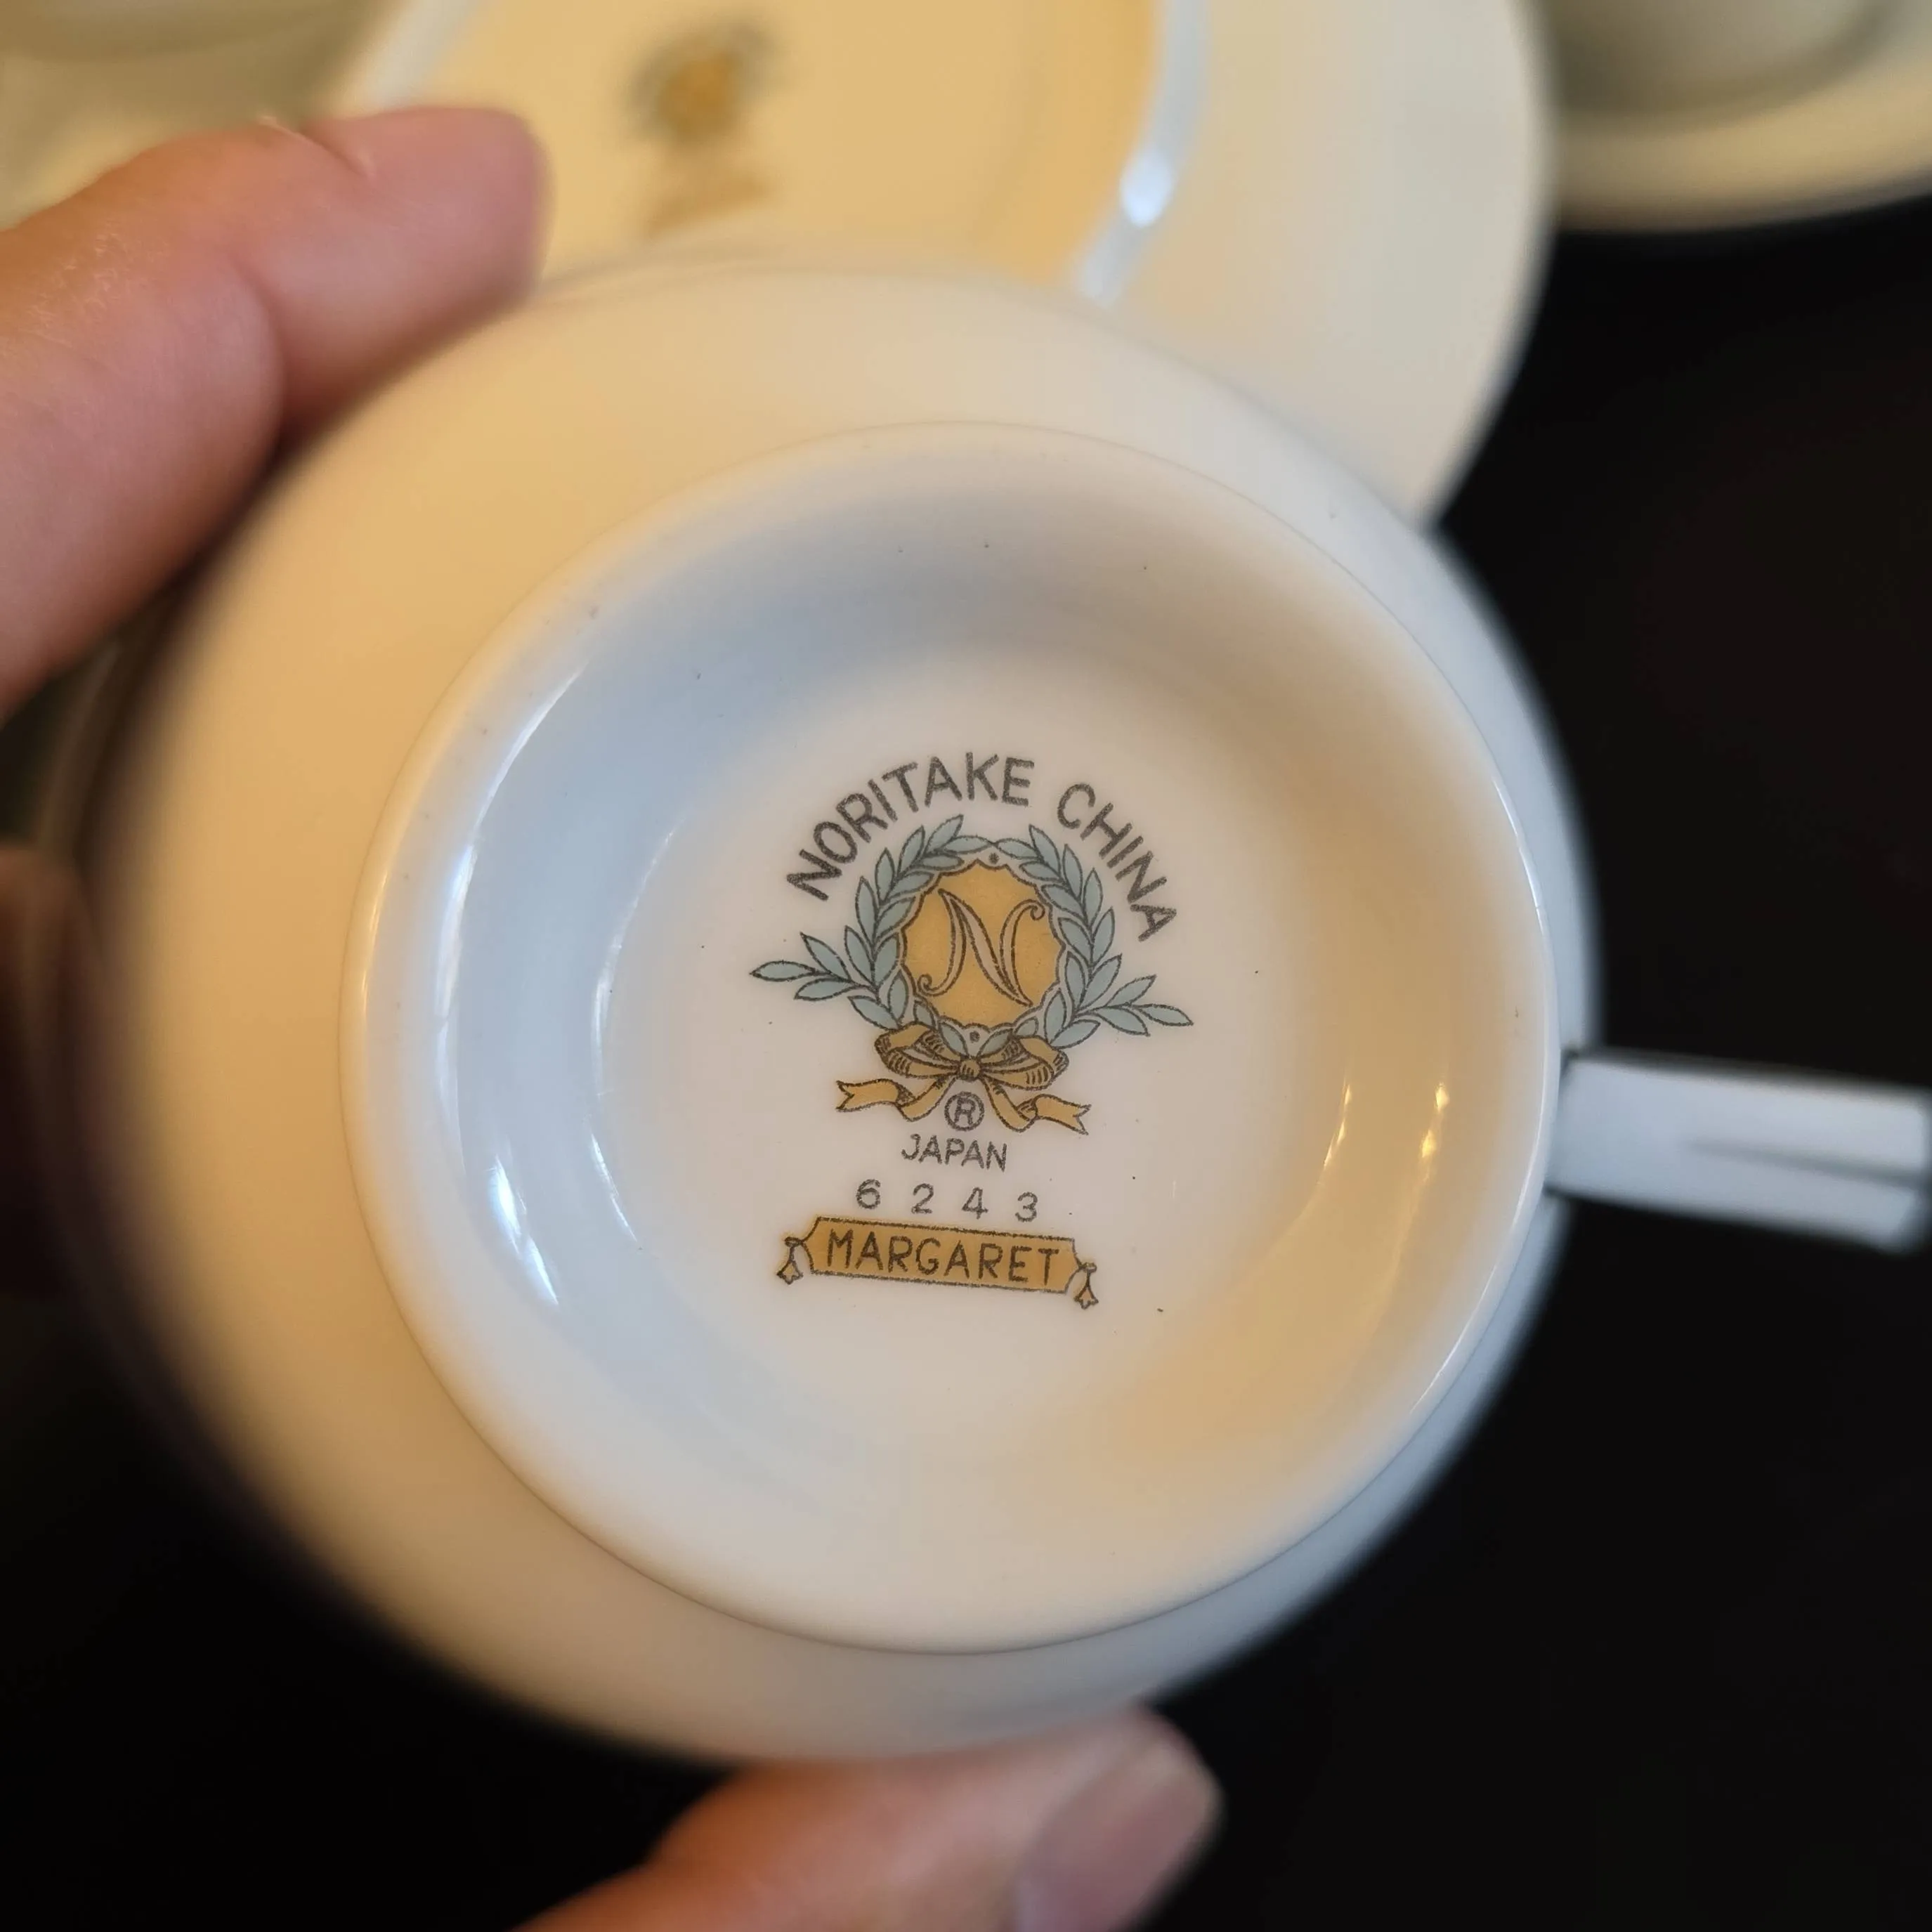 NORITAKE CHINA
N
®
JAPAN
6243
MARGARET